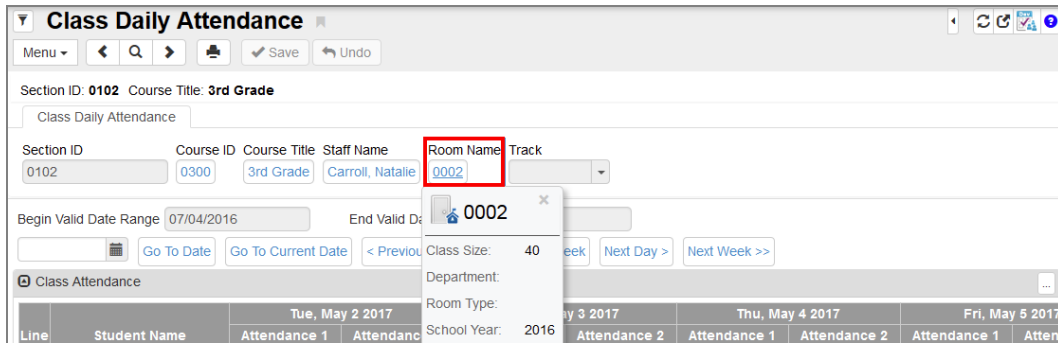 Class Daily Attendance
Menu Save Undo
Section ID: 0102 Course Title: 3rd Grade
Class Daily Attendance
Section ID Course ID Course Title Staff Name Room Name Track
0102 0300 3rd Grade Carroll, Natalie 0002
0002
Class Size: 40
Department:
Room Type:
School Year: 2016
Begin Valid Date Range 07/04/2016 End Valid Da
Go To Date Go To Current Date < Previou eek Next Day > Next Week >>
Class Attendance ...
Tue, May 2 2017 ay 3 2017 Thu, May 4 2017 Fri, May 5 2017
Line Student Name Attendance 1 Attendanc Attendance 2 Attendance 1 Attendance 2 Attendance 1 Atten